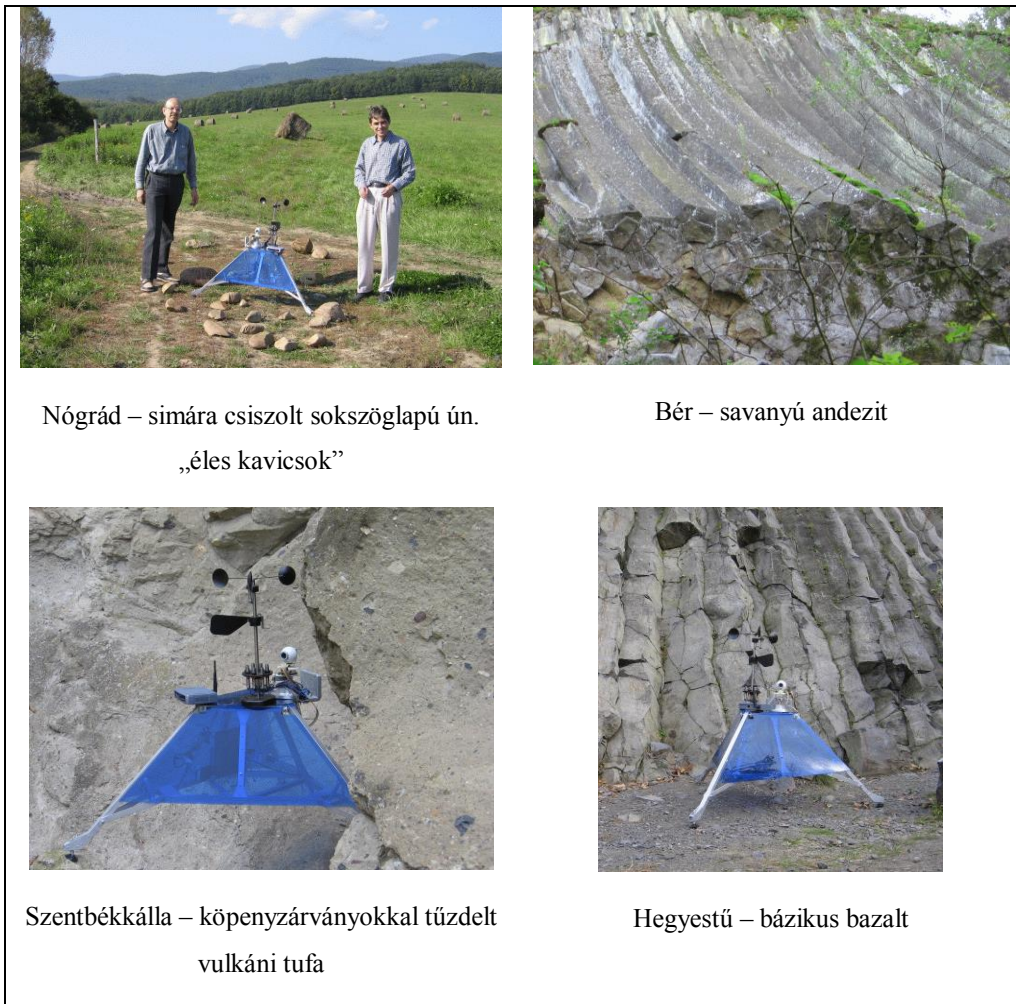 Nógrád – simára csiszolt sokszöglapú ún.
„éles kavicsok”
Bér – savanyú andezit
Szentbékkálla – köpenyzárványokkal tűzdelt
vulkáni tufa
Hegyestű – bázikus bazalt